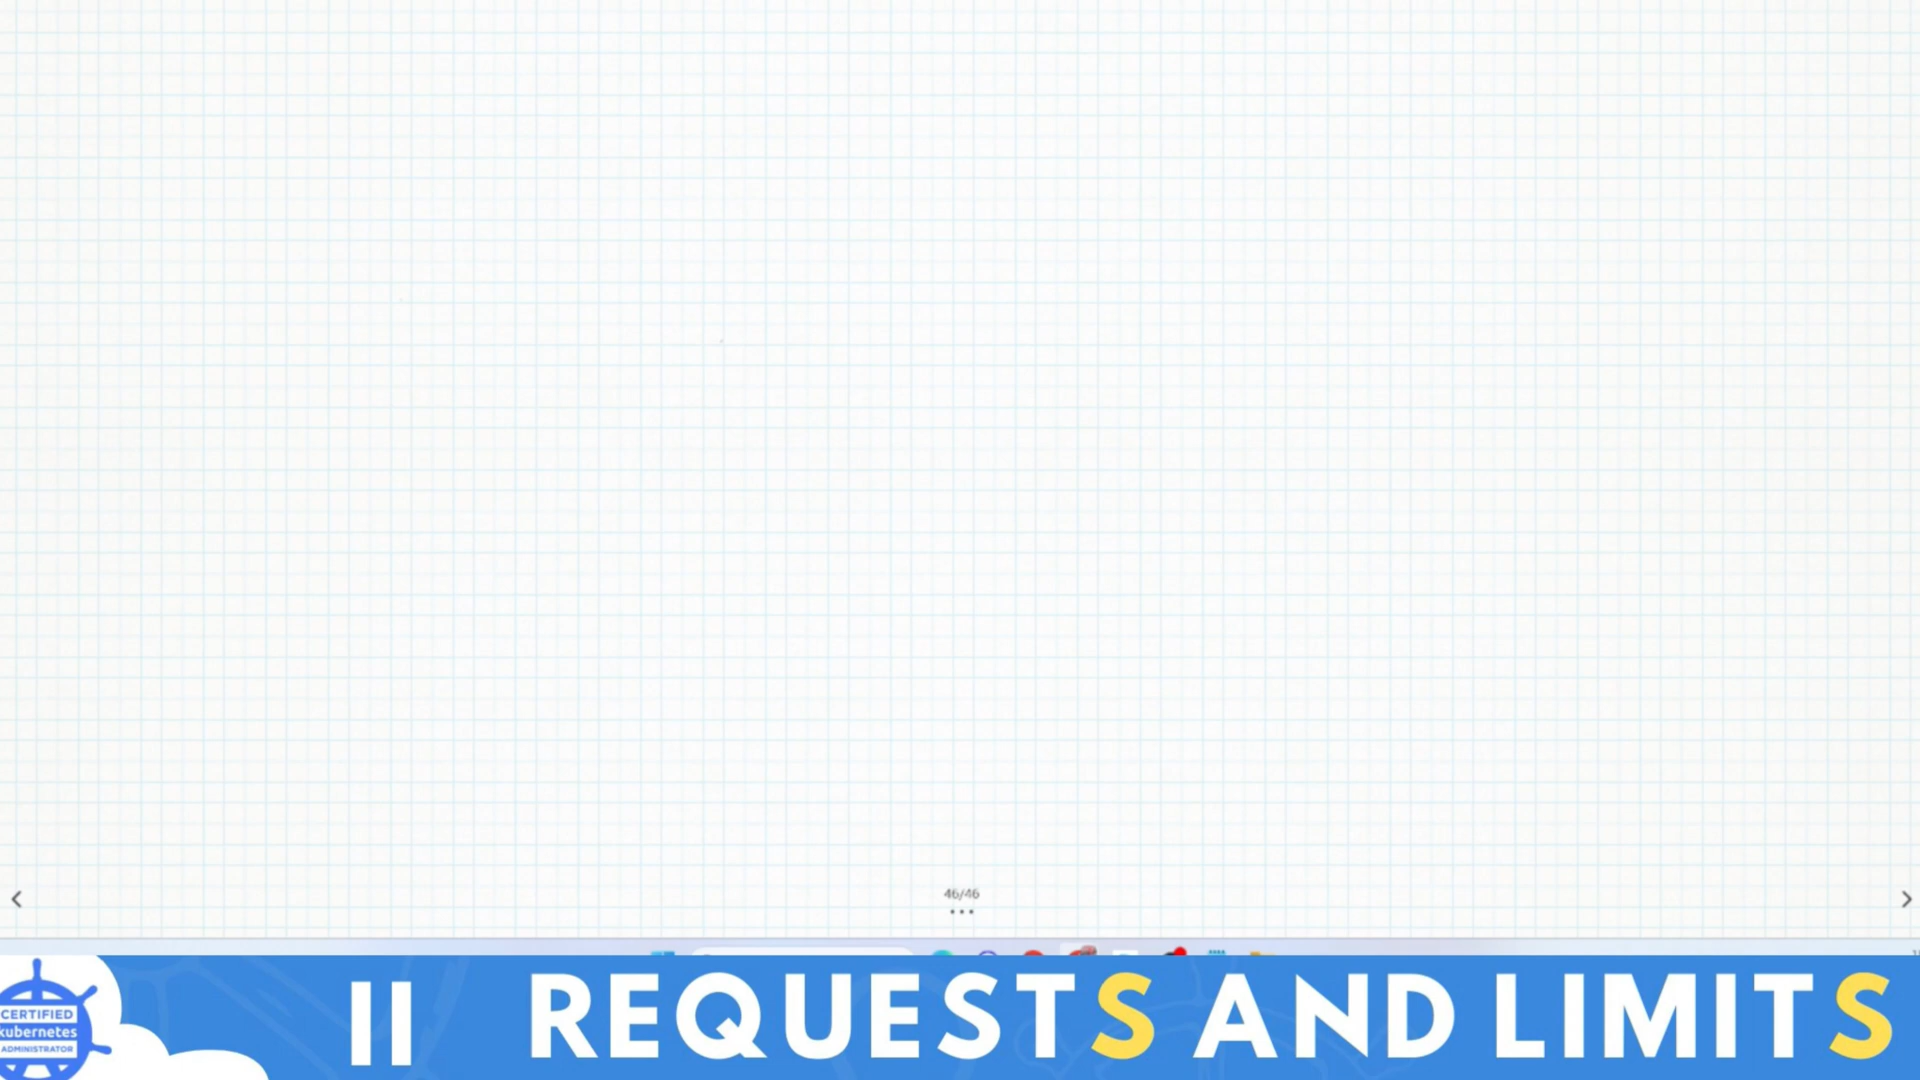 46/46
CERTIFIED
kubernetes
ADMINISTRATOR
II REQUESTS AND LIMITS